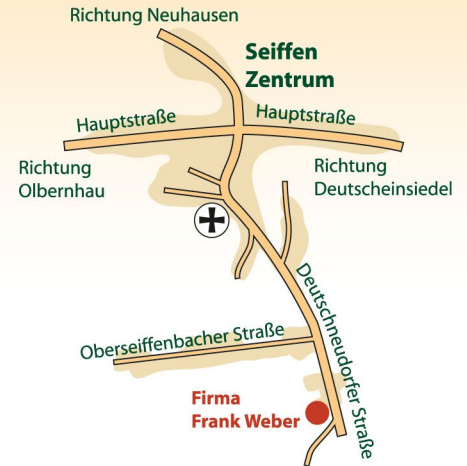 Richtung Neuhausen
Seiffen
Zentrum
Hauptstraße
Hauptstraße
Richtung
Olbernhau
Richtung
Deutscheinsiedel
Deutschneudorfer Straße
Oberseiffenbacher Straße
Firma
Frank Weber